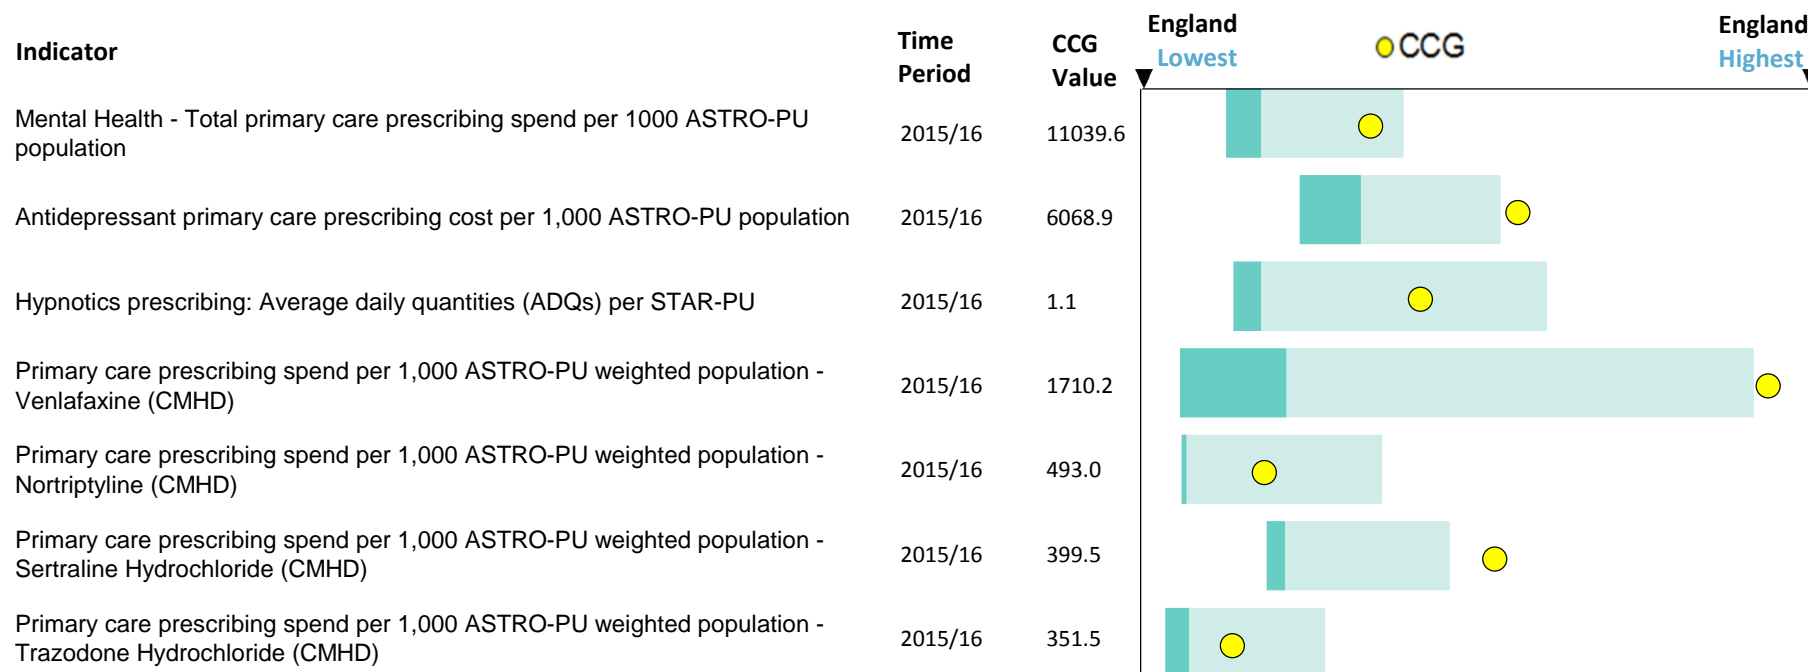 Indicator
Time Period
CCG Value
England Lowest
CCG
England Highest
Mental Health - Total primary care prescribing spend per 1000 ASTRO-PU
population
2015/16
11039.6
Antidepressant primary care prescribing cost per 1,000 ASTRO-PU population
2015/16
6068.9
Hypnotics prescribing: Average daily quantities (ADQs) per STAR-PU
2015/16
1.1
Primary care prescribing spend per 1,000 ASTRO-PU weighted population -
Venlafaxine (CMHD)
2015/16
1710.2
Primary care prescribing spend per 1,000 ASTRO-PU weighted population -
Nortriptyline (CMHD)
2015/16
493.0
Primary care prescribing spend per 1,000 ASTRO-PU weighted population -
Sertraline Hydrochloride (CMHD)
2015/16
399.5
Primary care prescribing spend per 1,000 ASTRO-PU weighted population -
Trazodone Hydrochloride (CMHD)
2015/16
351.5